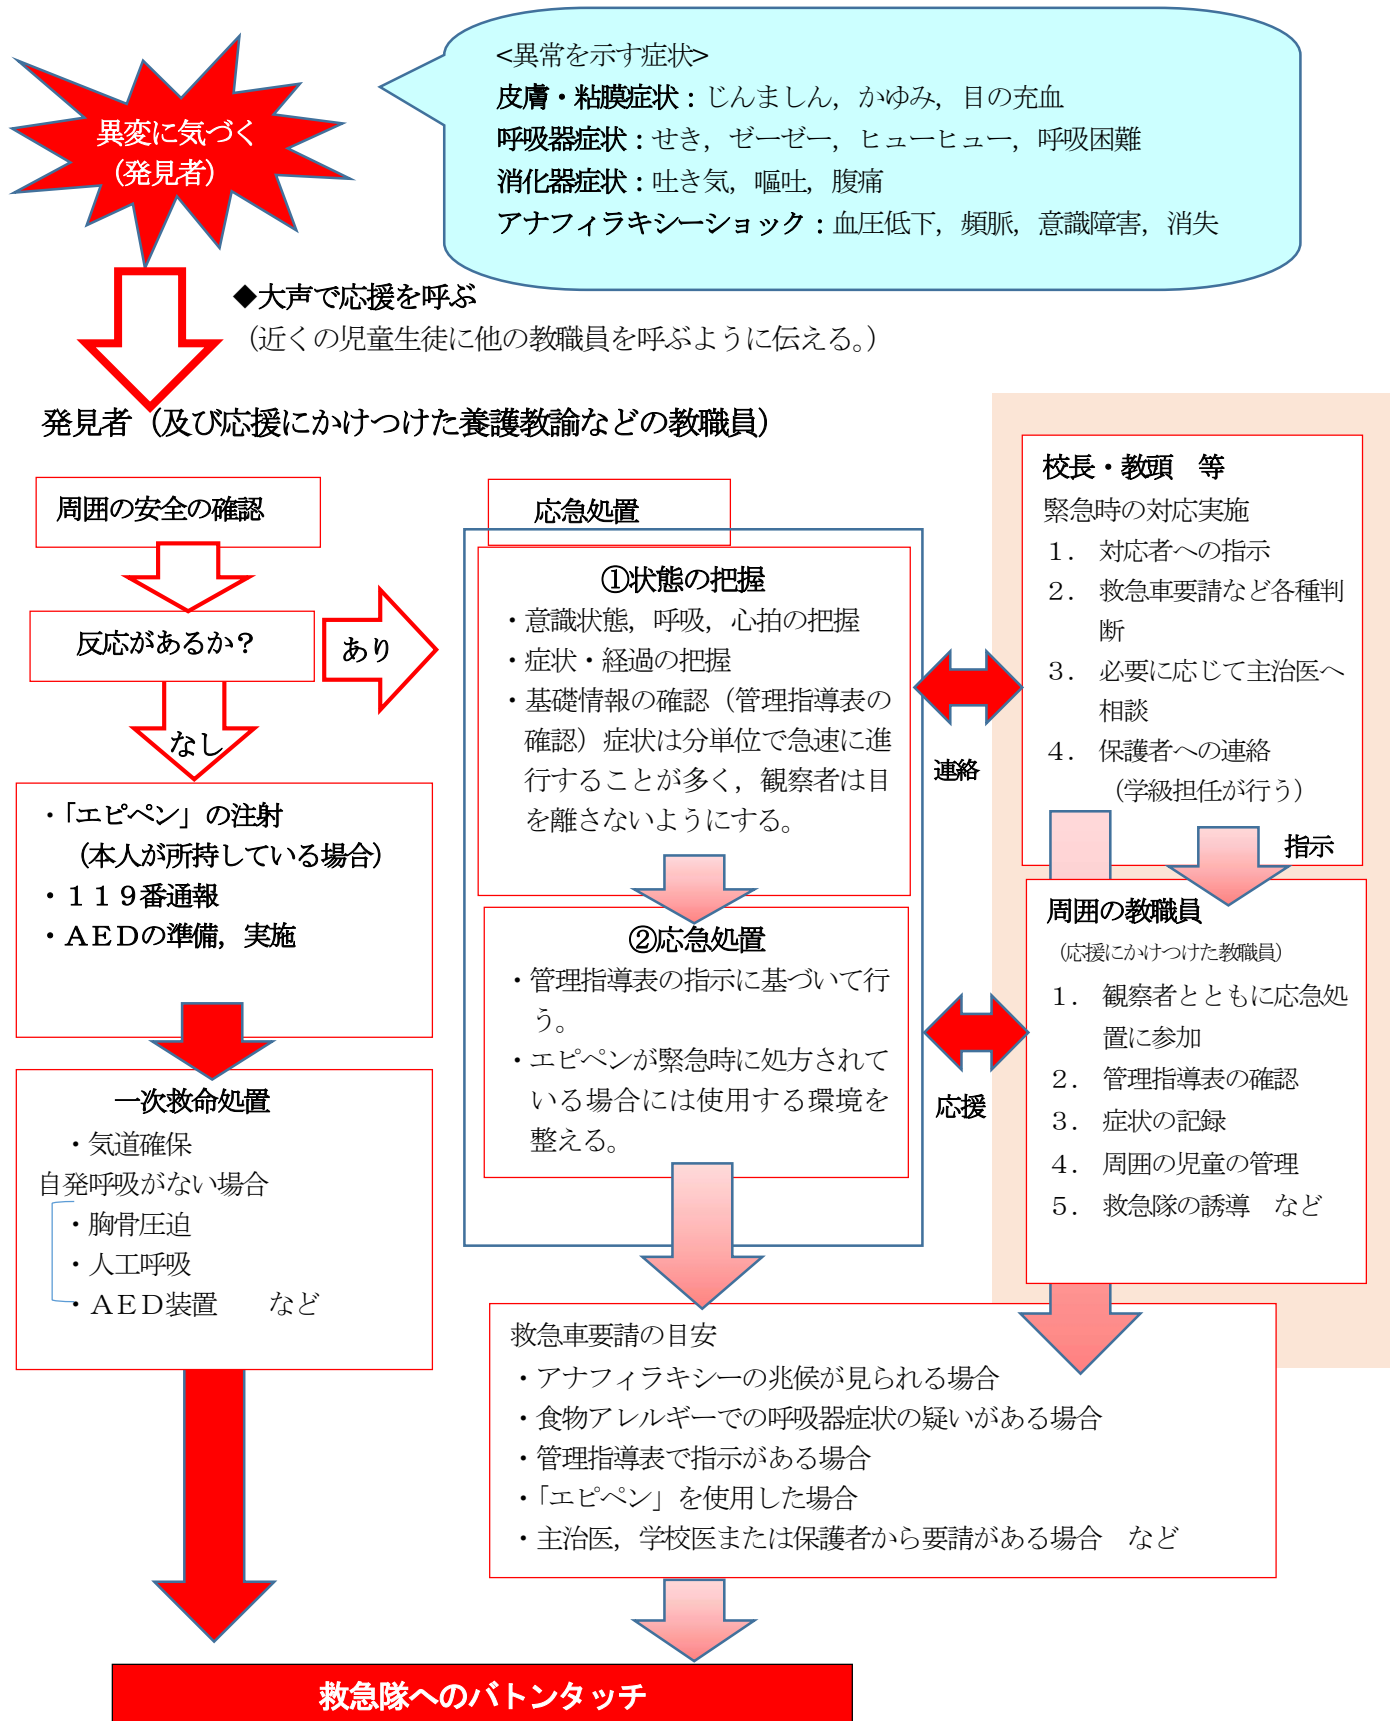 異変に気づく
（発見者）
<異常を示す症状>
皮膚・粘膜症状：じんましん，かゆみ，目の充血
呼吸器症状：せき，ゼーゼー，ヒューヒュー，呼吸困難
消化器症状：吐き気，嘔吐，腹痛
アナフィラキシーショック：血圧低下，頻脈，意識障害，消失
◆大声で応援を呼ぶ
（近くの児童生徒に他の教職員を呼ぶように伝える。）
発見者（及び応援にかけつけた養護教諭などの教職員）
周囲の安全の確認
反応があるか？
あり
なし
・「エピペン」の注射
（本人が所持している場合）
・１１９番通報
・ＡＥＤの準備，実施
一次救命処置
・気道確保
自発呼吸がない場合
・胸骨圧迫
・人工呼吸
・ＡＥＤ装置　　など
応急処置
①状態の把握
・意識状態，呼吸，心拍の把握
・症状・経過の把握
・基礎情報の確認（管理指導表の
確認）症状は分単位で急速に進
行することが多く，観察者は目
を離さないようにする。
②応急処置
・管理指導表の指示に基づいて行
う。
・エピペンが緊急時に処方されて
いる場合には使用する環境を
整える。
連絡
応援
校長・教頭　等
緊急時の対応実施
１．　対応者への指示
２．　救急車要請など各種判
断
３．　必要に応じて主治医へ
相談
４．　保護者への連絡
（学級担任が行う）
指示
周囲の教職員
（応援にかけつけた教職員）
１．　観察者とともに応急処
置に参加
２．　管理指導表の確認
３．　症状の記録
４．　周囲の児童の管理
５．　救急隊の誘導　など
救急車要請の目安
・アナフィラキシーの兆候が見られる場合
・食物アレルギーでの呼吸器症状の疑いがある場合
・管理指導表で指示がある場合
・「エピペン」を使用した場合
・主治医，学校医または保護者から要請がある場合　など
救急隊へのバトンタッチ